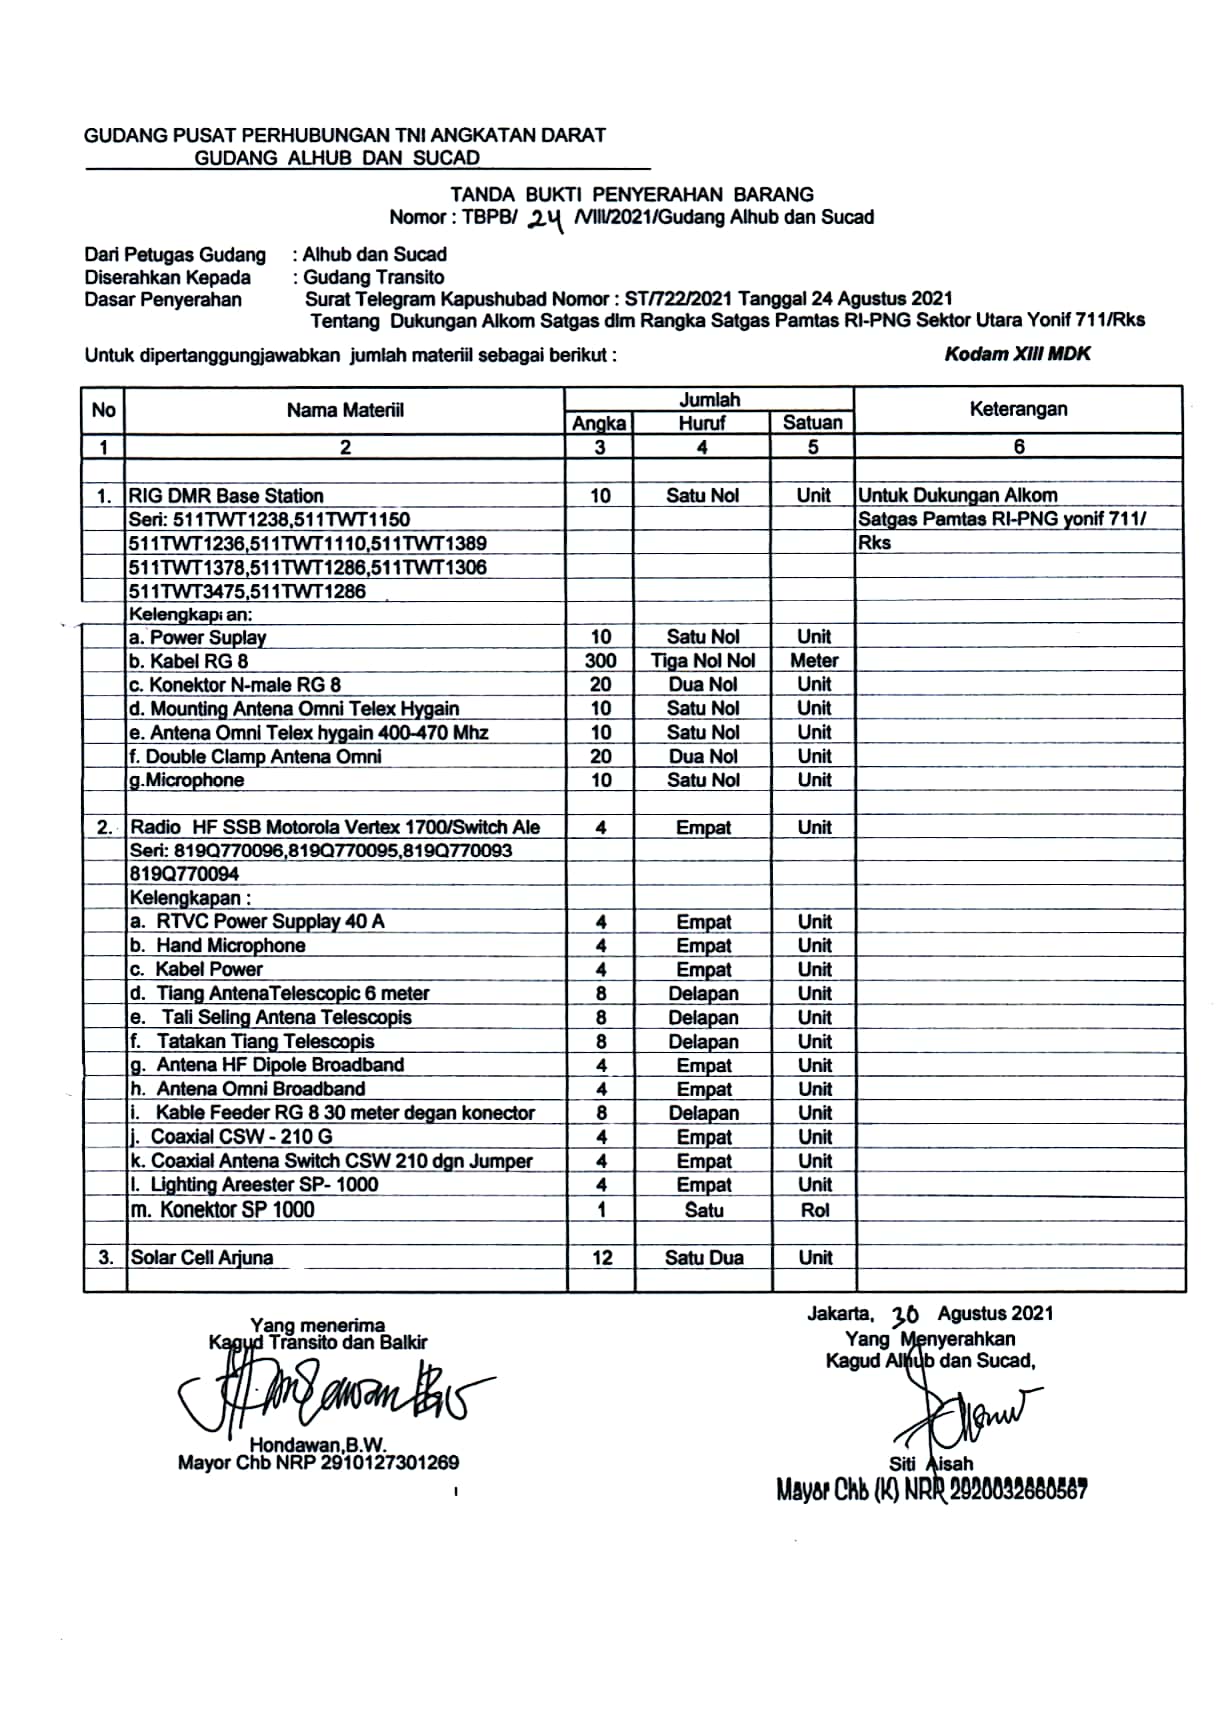 GUDANG PUSAT PERHUBUNGAN TNI ANGKATAN DARAT
GUDANG ALHUB DAN SUCAD
TANDA BUKTI PENYERAHAN BARANG
Nomor : TBPB/ 24 /VIII/2021/Gudang Alhub dan Sucad
Dari Petugas Gudang : Alhub dan Sucad
Diserahkan Kepada : Gudang Transito
Dasar Penyerahan Surat Telegram Kapushubad Nomor : ST/722/2021 Tanggal 24 Agustus 2021
Tentang Dukungan Alkom Satgas dlm Rangka Satgas Pamtas RI-PNG Sektor Utara Yonif 711/Rks
Untuk dipertanggungjawabkan jumlah materiil sebagai berikut : Kodam XIII MDK
No Nama Materiil Jumlah Keterangan
Angka Huruf Satuan
1 2 3 4 5 6
1. RIG DMR Base Station 10 Satu Nol Unit Untuk Dukungan Alkom
Seri: 511TWT1238,511TWT1150 Satgas Pamtas RI-PNG yonif 711/
511TWT1236,511TWT1110,511TWT1389 Rks
511TWT1378,511TWT1286,511TWT1306
511TWT3475,511TWT1286
Kelengkapian:
a. Power Suplay 10 Satu Nol Unit
b. Kabel RG 8 300 Tiga Nol Nol Meter
c. Konektor N-male RG 8 20 Dua Nol Unit
d. Mounting Antena Omni Telex Hygain 10 Satu Nol Unit
e. Antena Omni Telex hygain 400-470 Mhz 10 Satu Nol Unit
f. Double Clamp Antena Omni 20 Dua Nol Unit
g.Microphone 10 Satu Nol Unit
2. Radio HF SSB Motorola Vertex 1700/Switch Ale 4 Empat Unit
Seri: 819Q770096,819Q770095,819Q770093
819Q770094
Kelengkapan :
a. RTVC Power Supplay 40 A 4 Empat Unit
b. Hand Microphone 4 Empat Unit
c. Kabel Power 4 Empat Unit
d. Tiang AntenaTelescopic 6 meter 8 Delapan Unit
e. Tali Seling Antena Telescopis 8 Delapan Unit
f. Tatakan Tiang Telescopis 8 Delapan Unit
g. Antena HF Dipole Broadband 4 Empat Unit
h. Antena Omni Broadband 4 Empat Unit
i. Kable Feeder RG 8 30 meter degan konector 8 Delapan Unit
j. Coaxial CSW - 210 G 4 Empat Unit
k. Coaxial Antena Switch CSW 210 dgn Jumper 4 Empat Unit
l. Lighting Areester SP- 1000 4 Empat Unit
m. Konektor SP 1000 1 Satu Rol
3. Solar Cell Arjuna 12 Satu Dua Unit
Jakarta, 30 Agustus 2021
Yang menerima Yang Menyerahkan
Kagud Transito dan Balkir Kagud Alhub dan Sucad,
Hondawan,B.W. Siti Aisah
Mayor Chb NRP 2910127301269 Mayor Chb (K) NRP 2920032660567